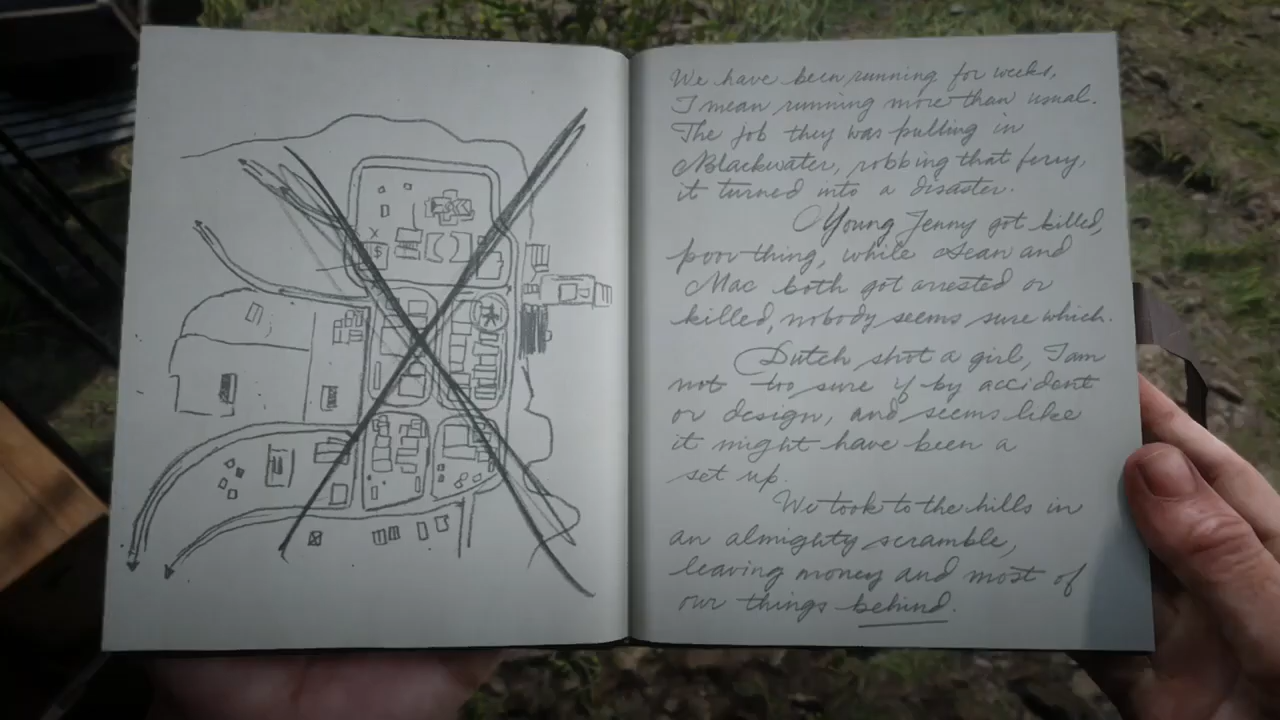 We have been running for weeks,
I mean running more than usual.
The job they was pulling in
Blackwater, robbing that ferry,
it turned into a disaster.
Young Jenny got killed,
poor thing, while Sean and
Mac both got arrested or
killed, nobody seems sure which.
Dutch shot a girl, I am
not too sure if by accident
or design, and seems like
it might have been a
set up.
We took to the hills in
an almighty scramble,
leaving money and most of
our things behind.